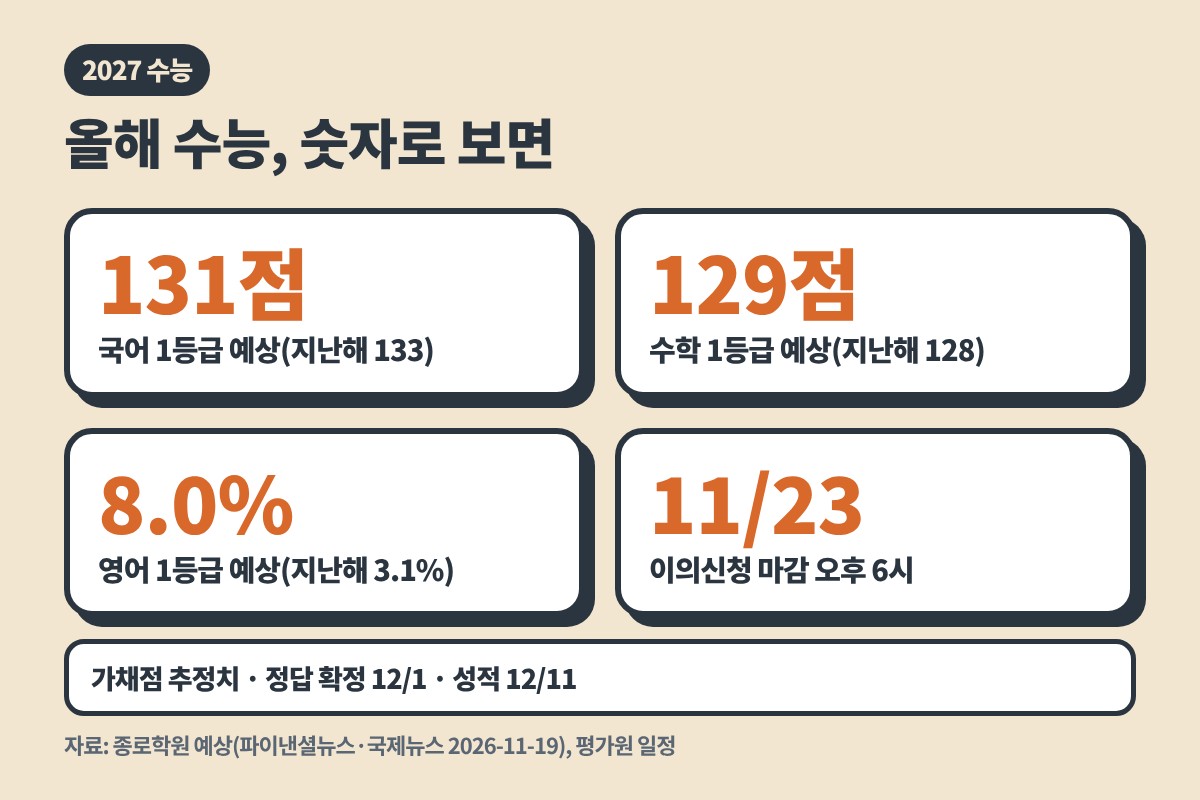 2027 수능
올해 수능, 숫자로 보면
131점
국어 1등급 예상(지난해 133)
129점
수학 1등급 예상(지난해 128)
8.0%
영어 1등급 예상(지난해 3.1%)
11/23
이의신청 마감 오후 6시
가채점 추정치 · 정답 확정 12/1 · 성적 12/11
자료: 종로학원 예상(파이낸셜뉴스·국제뉴스 2026-11-19), 평가원 일정